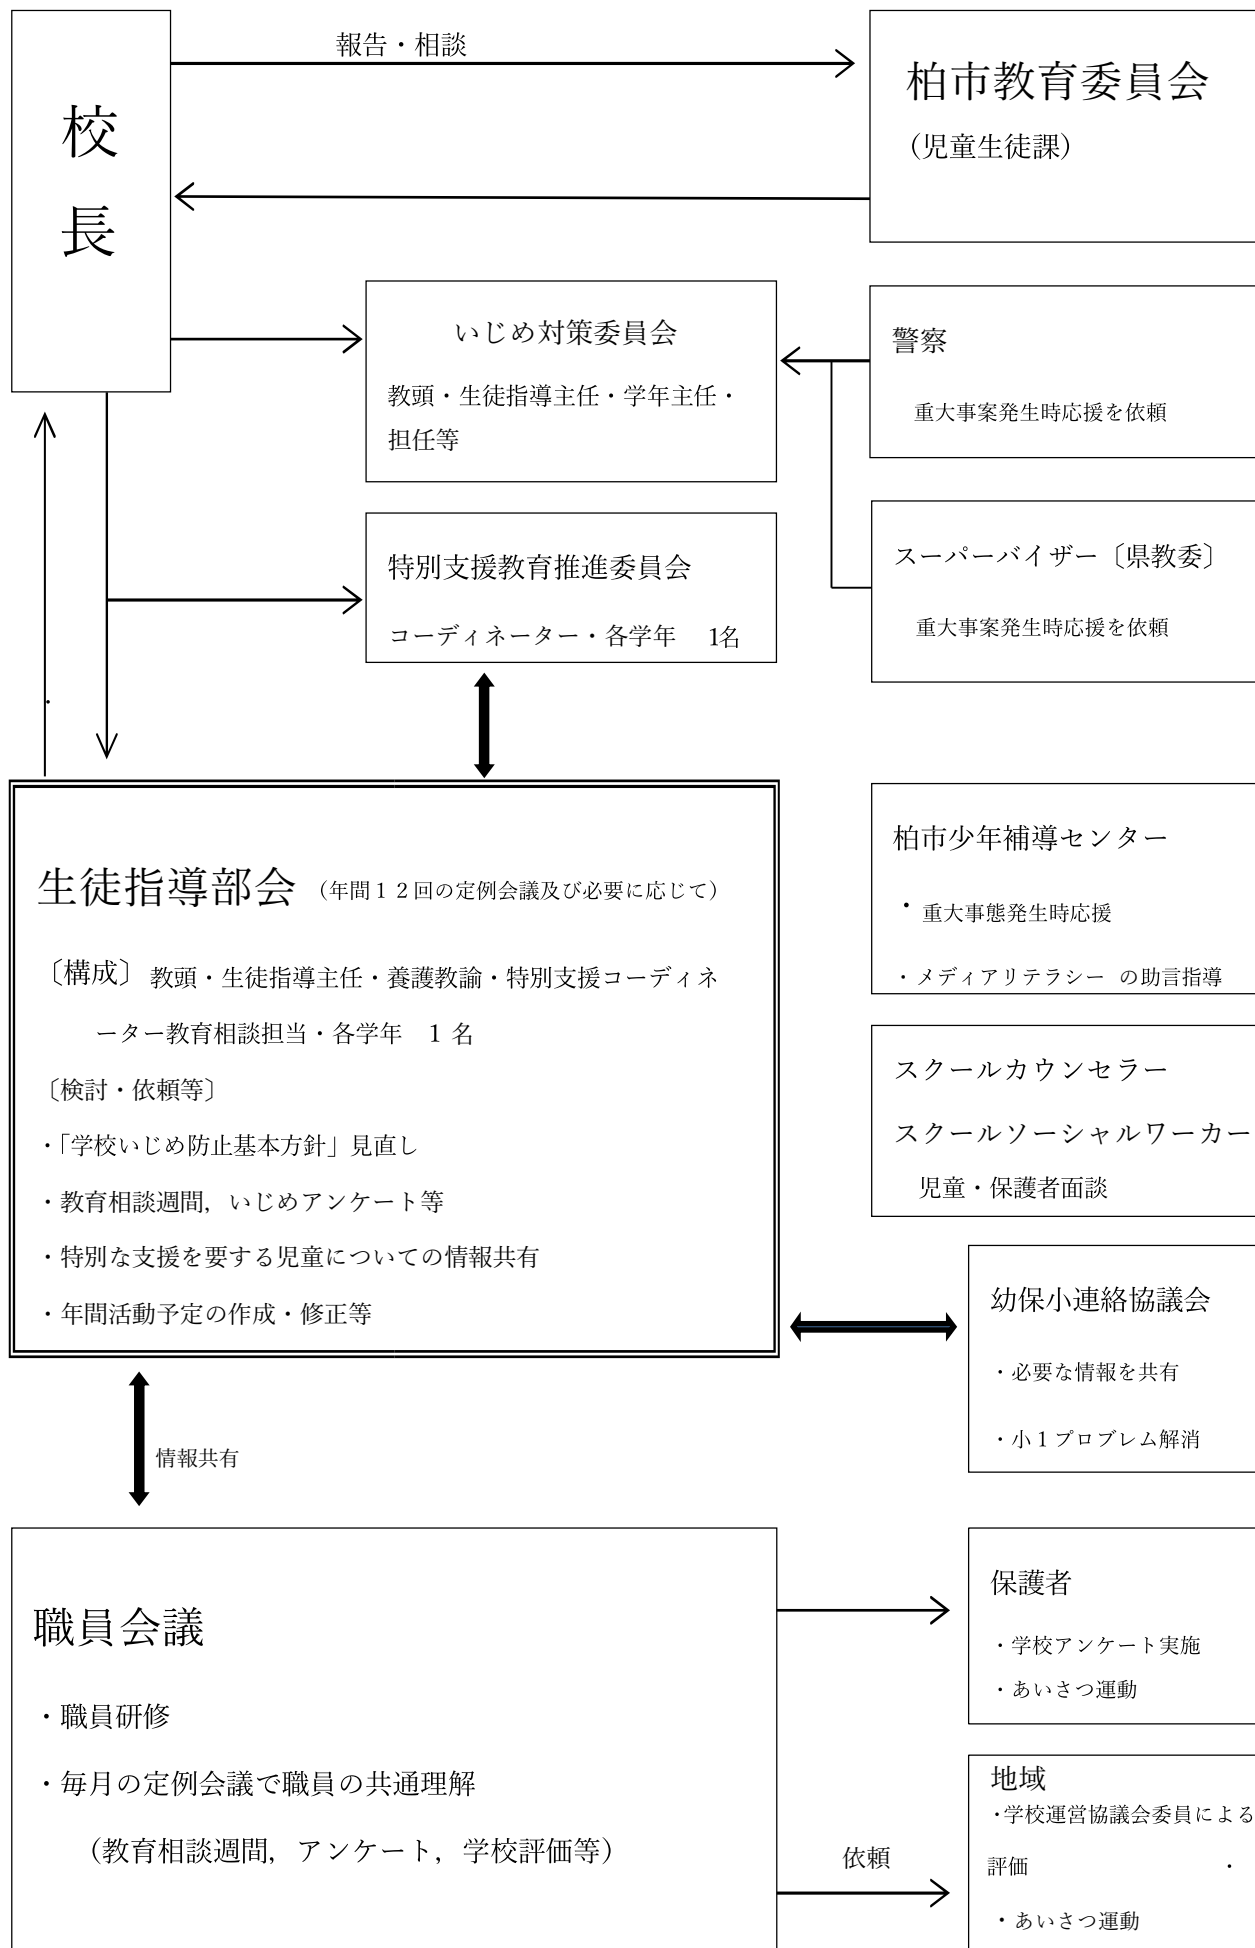 報告・相談
校
長
柏市教育委員会
（児童生徒課）
いじめ対策委員会
教頭・生徒指導主任・学年主任・
担任等
警察
重大事案発生時応援を依頼
特別支援教育推進委員会
コーディネーター・各学年　1名
スーパーバイザー〔県教委〕
重大事案発生時応援を依頼
生徒指導部会 （年間１２回の定例会議及び必要に応じて）
〔構成〕 教頭・生徒指導主任・養護教諭・特別支援コーディネ
ーター教育相談担当・各学年　１ 名
〔検討・依頼等〕
・「学校いじめ防止基本方針」見直し
・教育相談週間，いじめアンケート等
・特別な支援を要する児童についての情報共有
・年間活動予定の作成・修正等
柏市少年補導センター
・ 重大事態発生時応援
・メディアリテラシー の助言指導
スクールカウンセラー
スクールソーシャルワーカー
児童・保護者面談
幼保小連絡協議会
・必要な情報を共有
・小１プロブレム解消
情報共有
職員会議
・職員研修
・毎月の定例会議で職員の共通理解
（教育相談週間，アンケート，学校評価等）
保護者
・学校アンケート実施
・あいさつ運動
依頼
地域
・学校運営協議会委員による
評価　・
・あいさつ運動